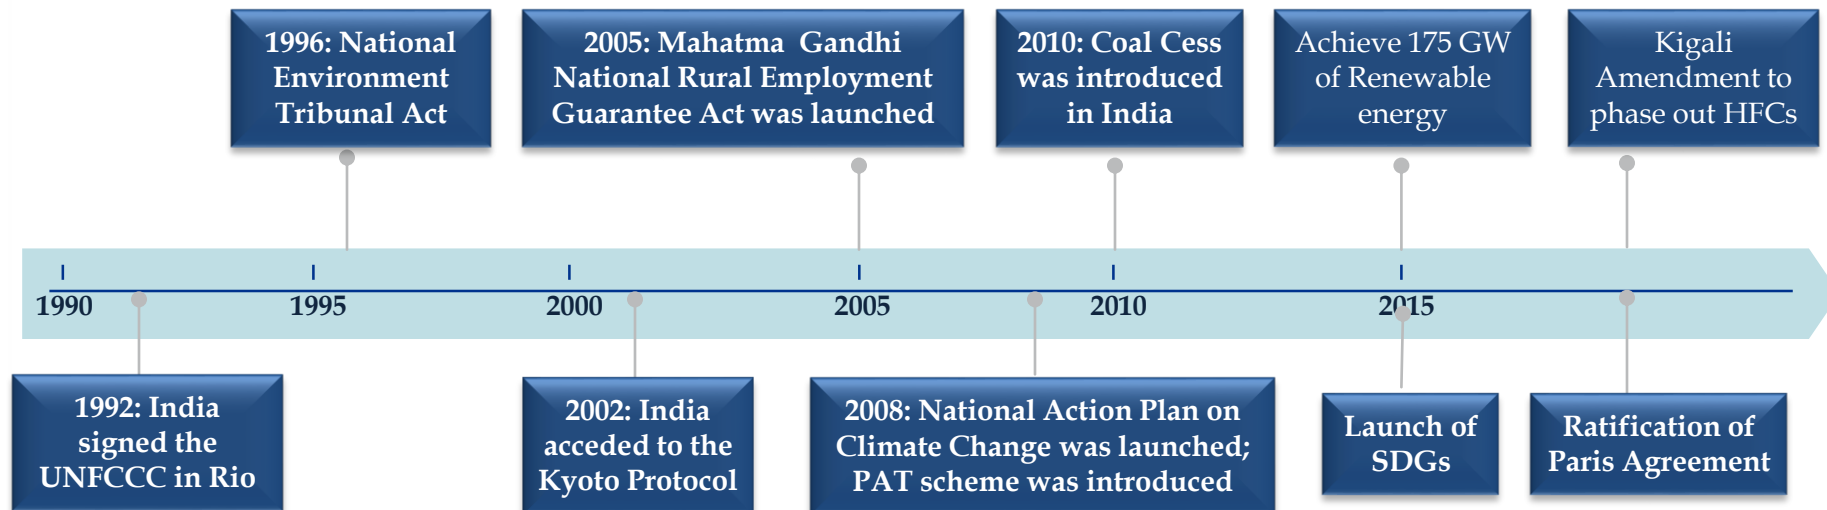 1996: National
Environment
Tribunal Act
2005: Mahatma Gandhi
National Rural Employment
Guarantee Act was launched
2010: Coal Cess
was introduced
in India
Achieve 175 GW
of Renewable
energy
Kigali
Amendment to
phase out HFCs
1990
1995
2000
2005
2010
2015
1992: India
signed the
UNFCCC in Rio
2002: India
acceded to the
Kyoto Protocol
2008: National Action Plan on
Climate Change was launched;
PAT scheme was introduced
Launch of
SDGs
Ratification of
Paris Agreement